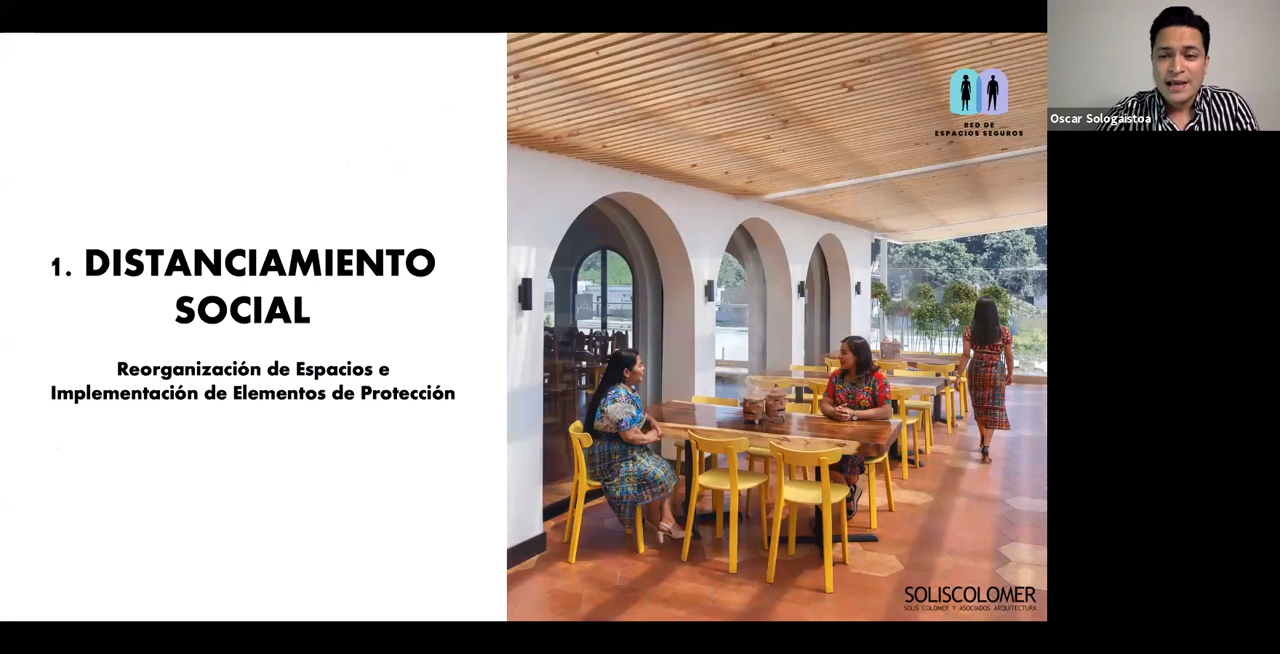 1. DISTANCIAMIENTO
SOCIAL
Reorganización de Espacios e
Implementación de Elementos de Protección
RED DE
ESPACIOS SEGUROS
SOLISCOLOMER
SOLIS COLOMER Y ASOCIADOS ARQUITECTURA
Oscar Sologaistoa